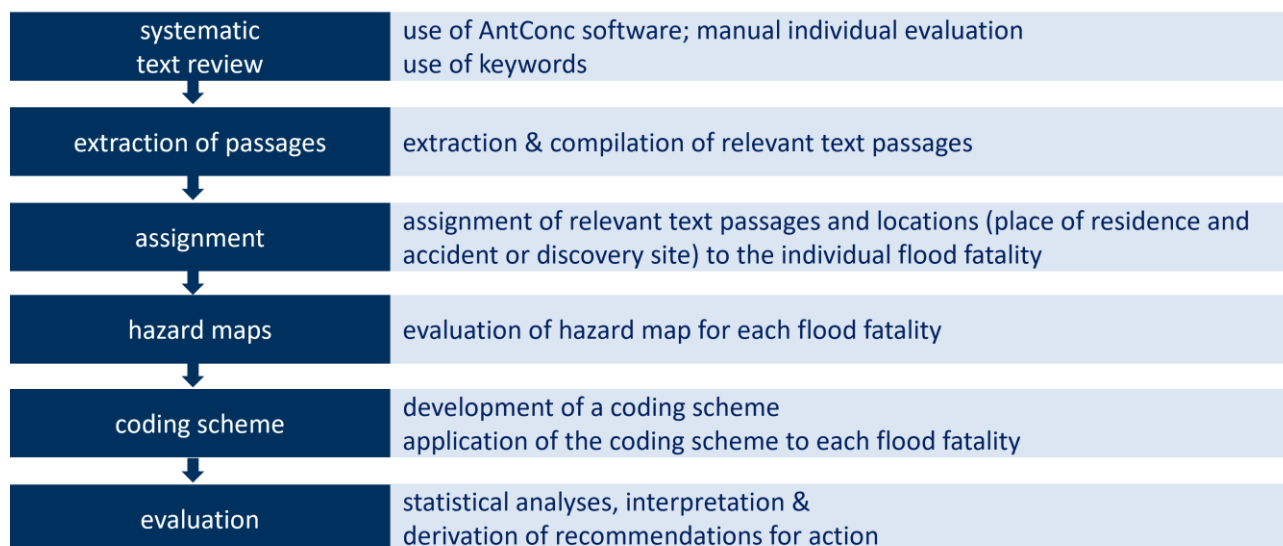 systematic
text review
use of AntConc software; manual individual evaluation
use of keywords
extraction of passages
extraction & compilation of relevant text passages
assignment
assignment of relevant text passages and locations (place of residence and
accident or discovery site) to the individual flood fatality
hazard maps
evaluation of hazard map for each flood fatality
coding scheme
development of a coding scheme
application of the coding scheme to each flood fatality
evaluation
statistical analyses, interpretation &
derivation of recommendations for action